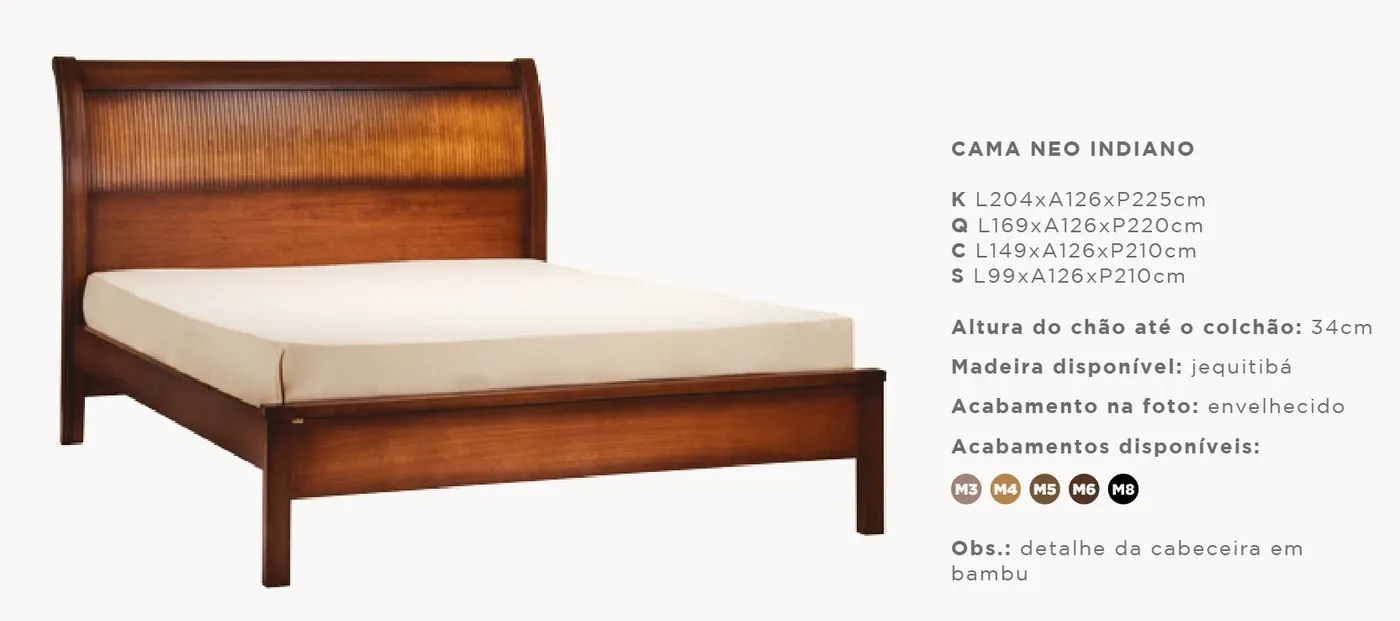 CAMA NEO INDIANO
K L204xA126xP225cm
Q L169xA126xP220cm
C L149xA126xP210cm
S L99xA126xP210cm
Altura do chão até o colchão: 34cm
Madeira disponível: jequitibá
Acabamento na foto: envelhecido
Acabamentos disponíveis:
M3 M4 M5 M6 M8
Obs.: detalhe da cabeceira em
bambu